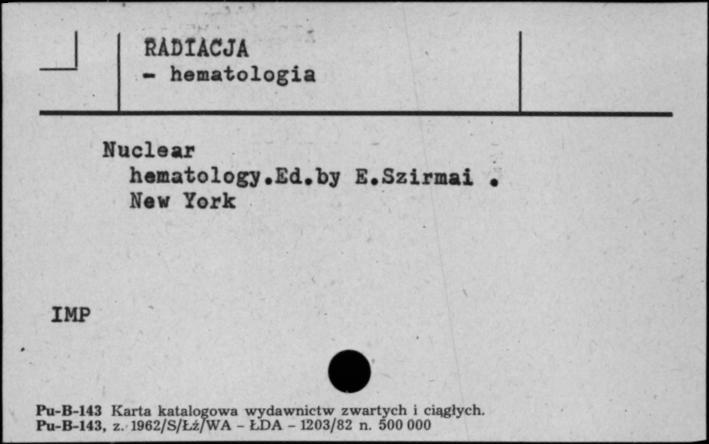 RADIACJA
- hematologia
Nuclear
hematology.Ed.by E.Szirmai .
New York
IMP
Pu-B-143 Karta katalogowa wydawnictw zwartych i ciągłych.
Pu-B-143, z. 1962/S/Łź/WA - ŁDA - 1203/82 n. 500 000